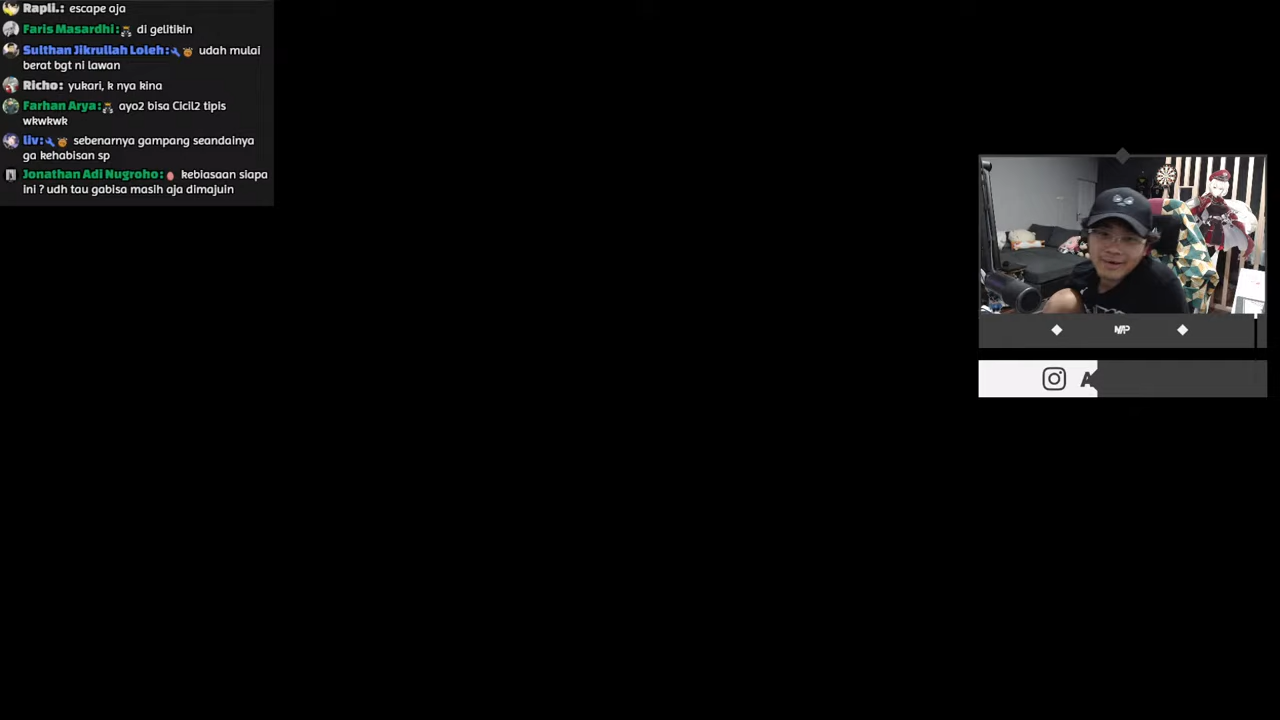 Rapli.: escape aja
Faris Masardhi: di gelitikin
Sulthan Jikrullah Loleh: udah mulai
berat bgt ni lawan
Richo: yukari, k nya kina
Farhan Arya: ayo2 bisa Cicil2 tipis
wkwkwk
liv: sebenarnya gampang seandainya
ga kehabisan sp
Jonathan Adi Nugroho: kebiasaan siapa
ini ? udh tau gabisa masih aja dimajuin